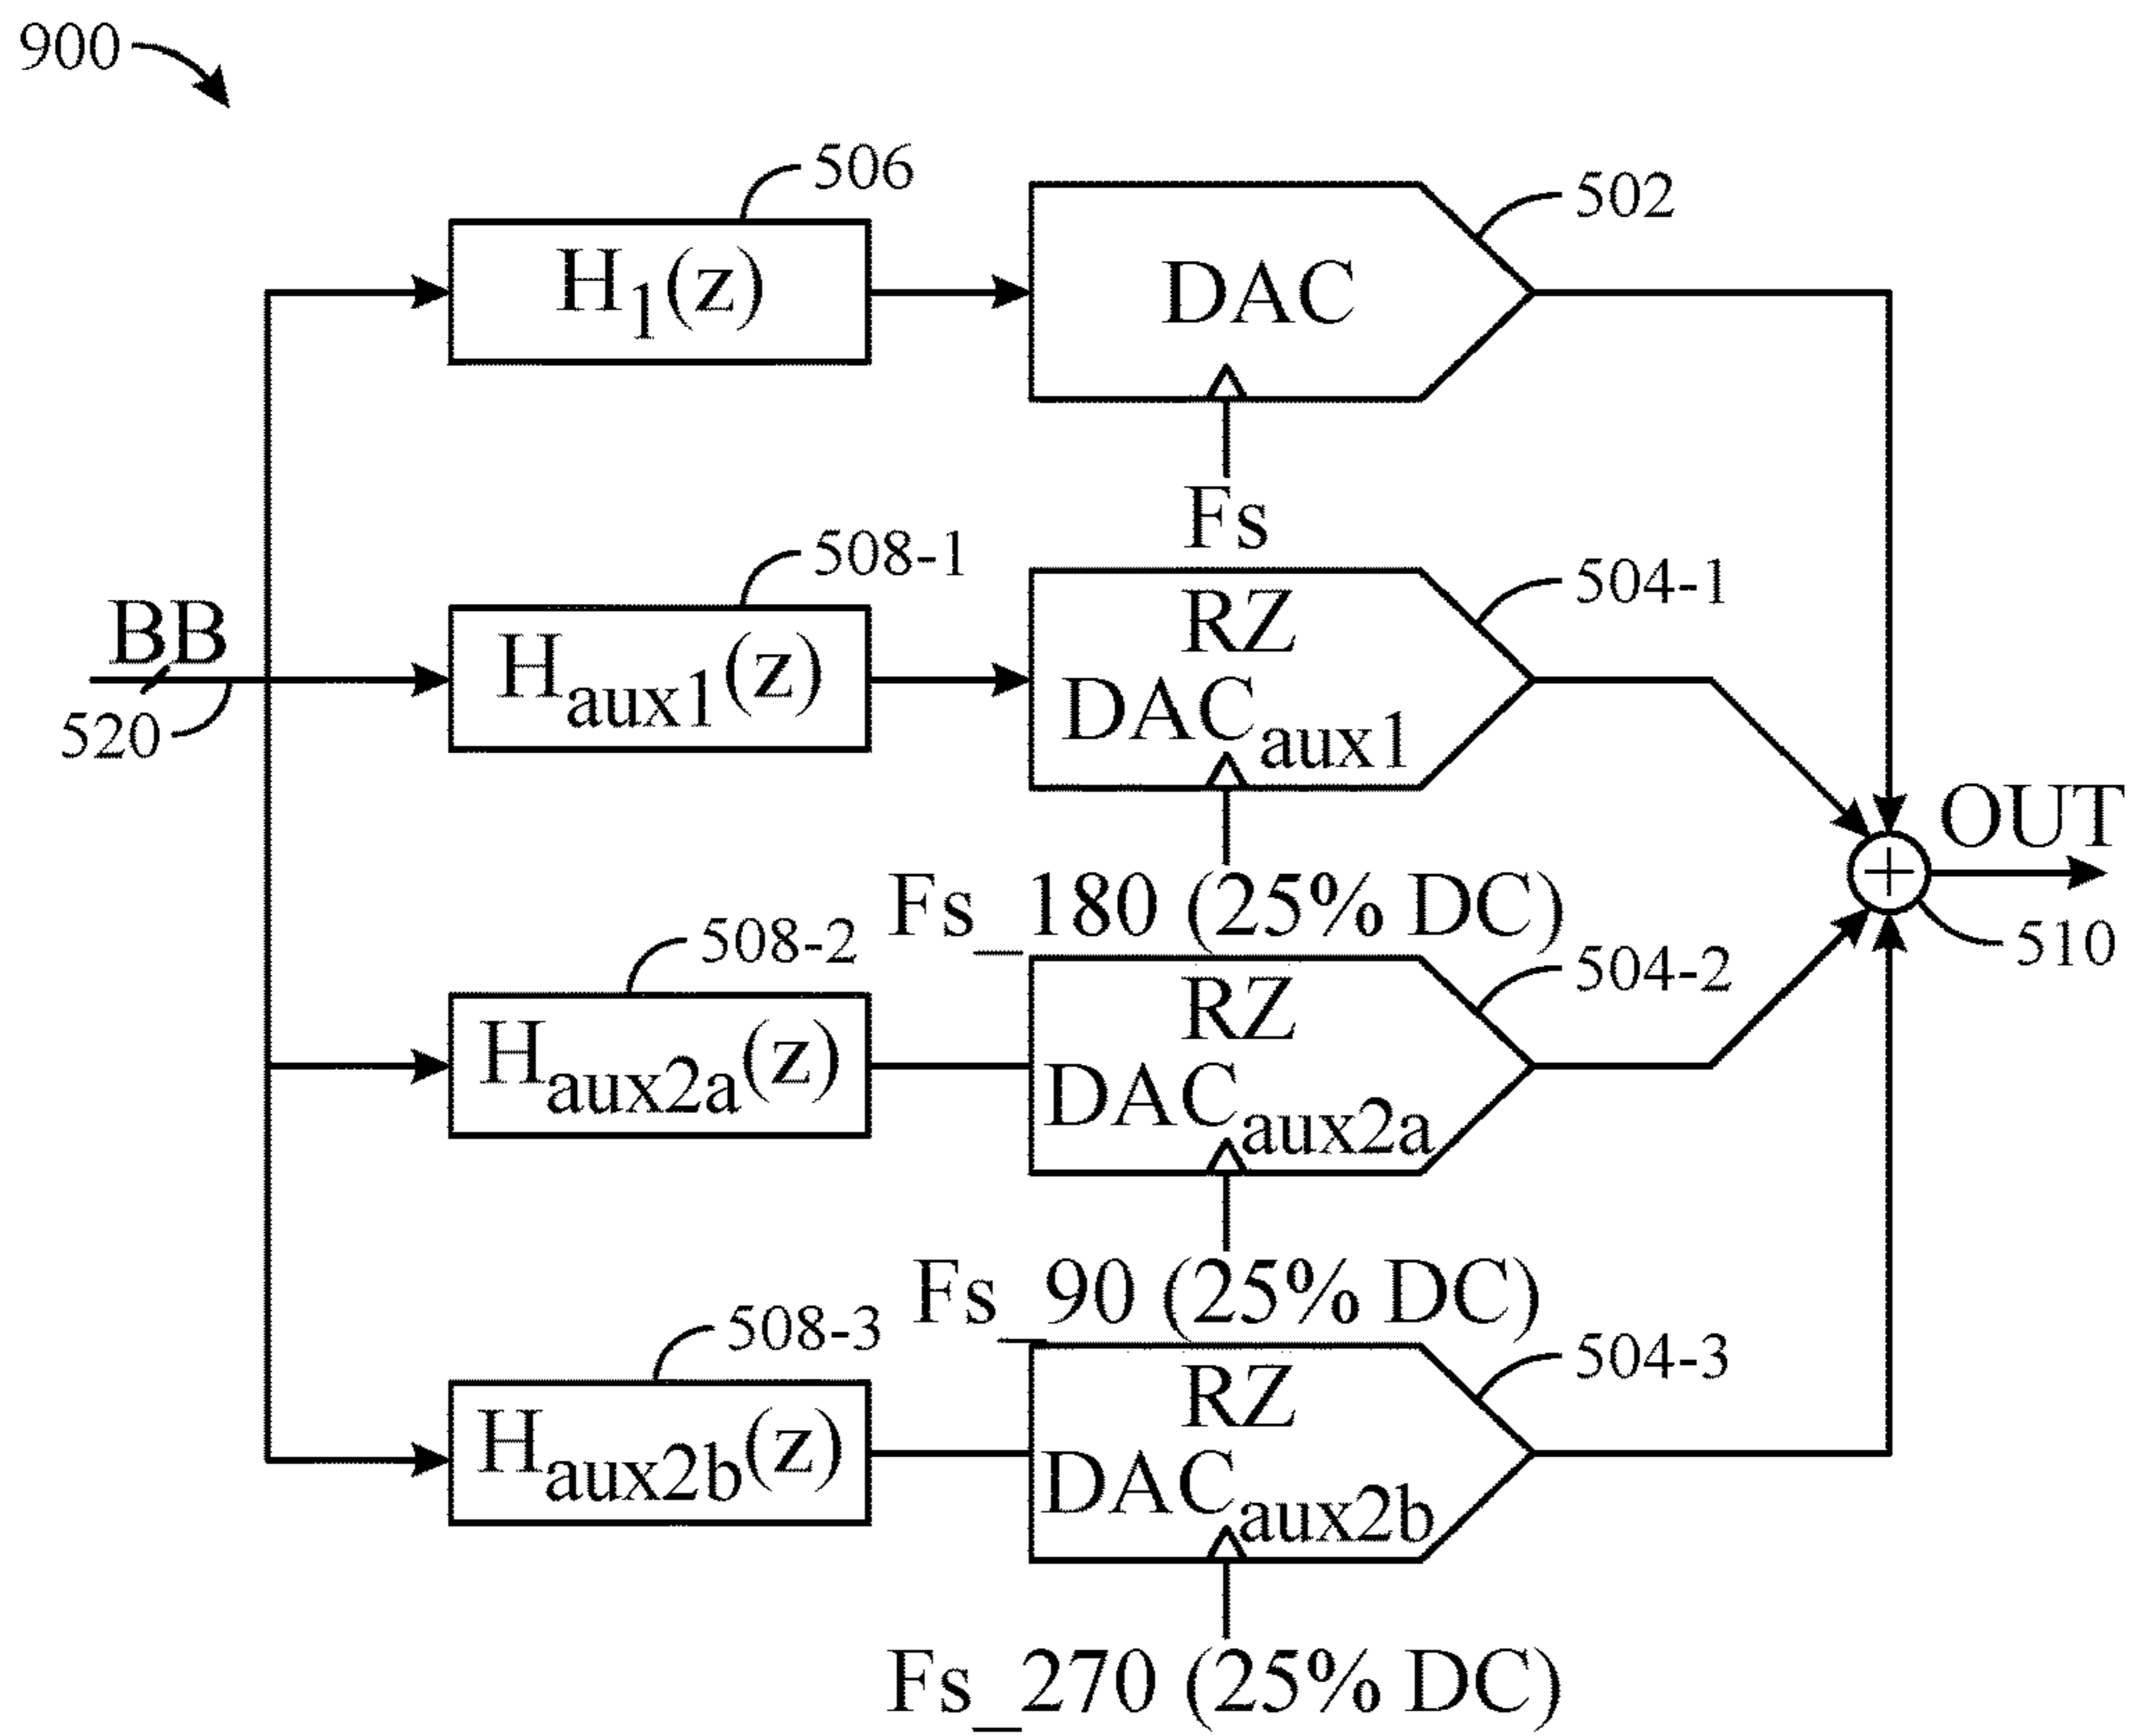 900
506
502
H1(z)
DAC
Fs
508-1
504-1
BB
Haux1(z)
RZ
DACaux1
520
OUT
Fs_180 (25% DC)
510
508-2
504-2
Haux2a(z)
RZ
DACaux2a
Fs_90 (25% DC)
508-3
504-3
Haux2b(z)
RZ
DACaux2b
Fs_270 (25% DC)